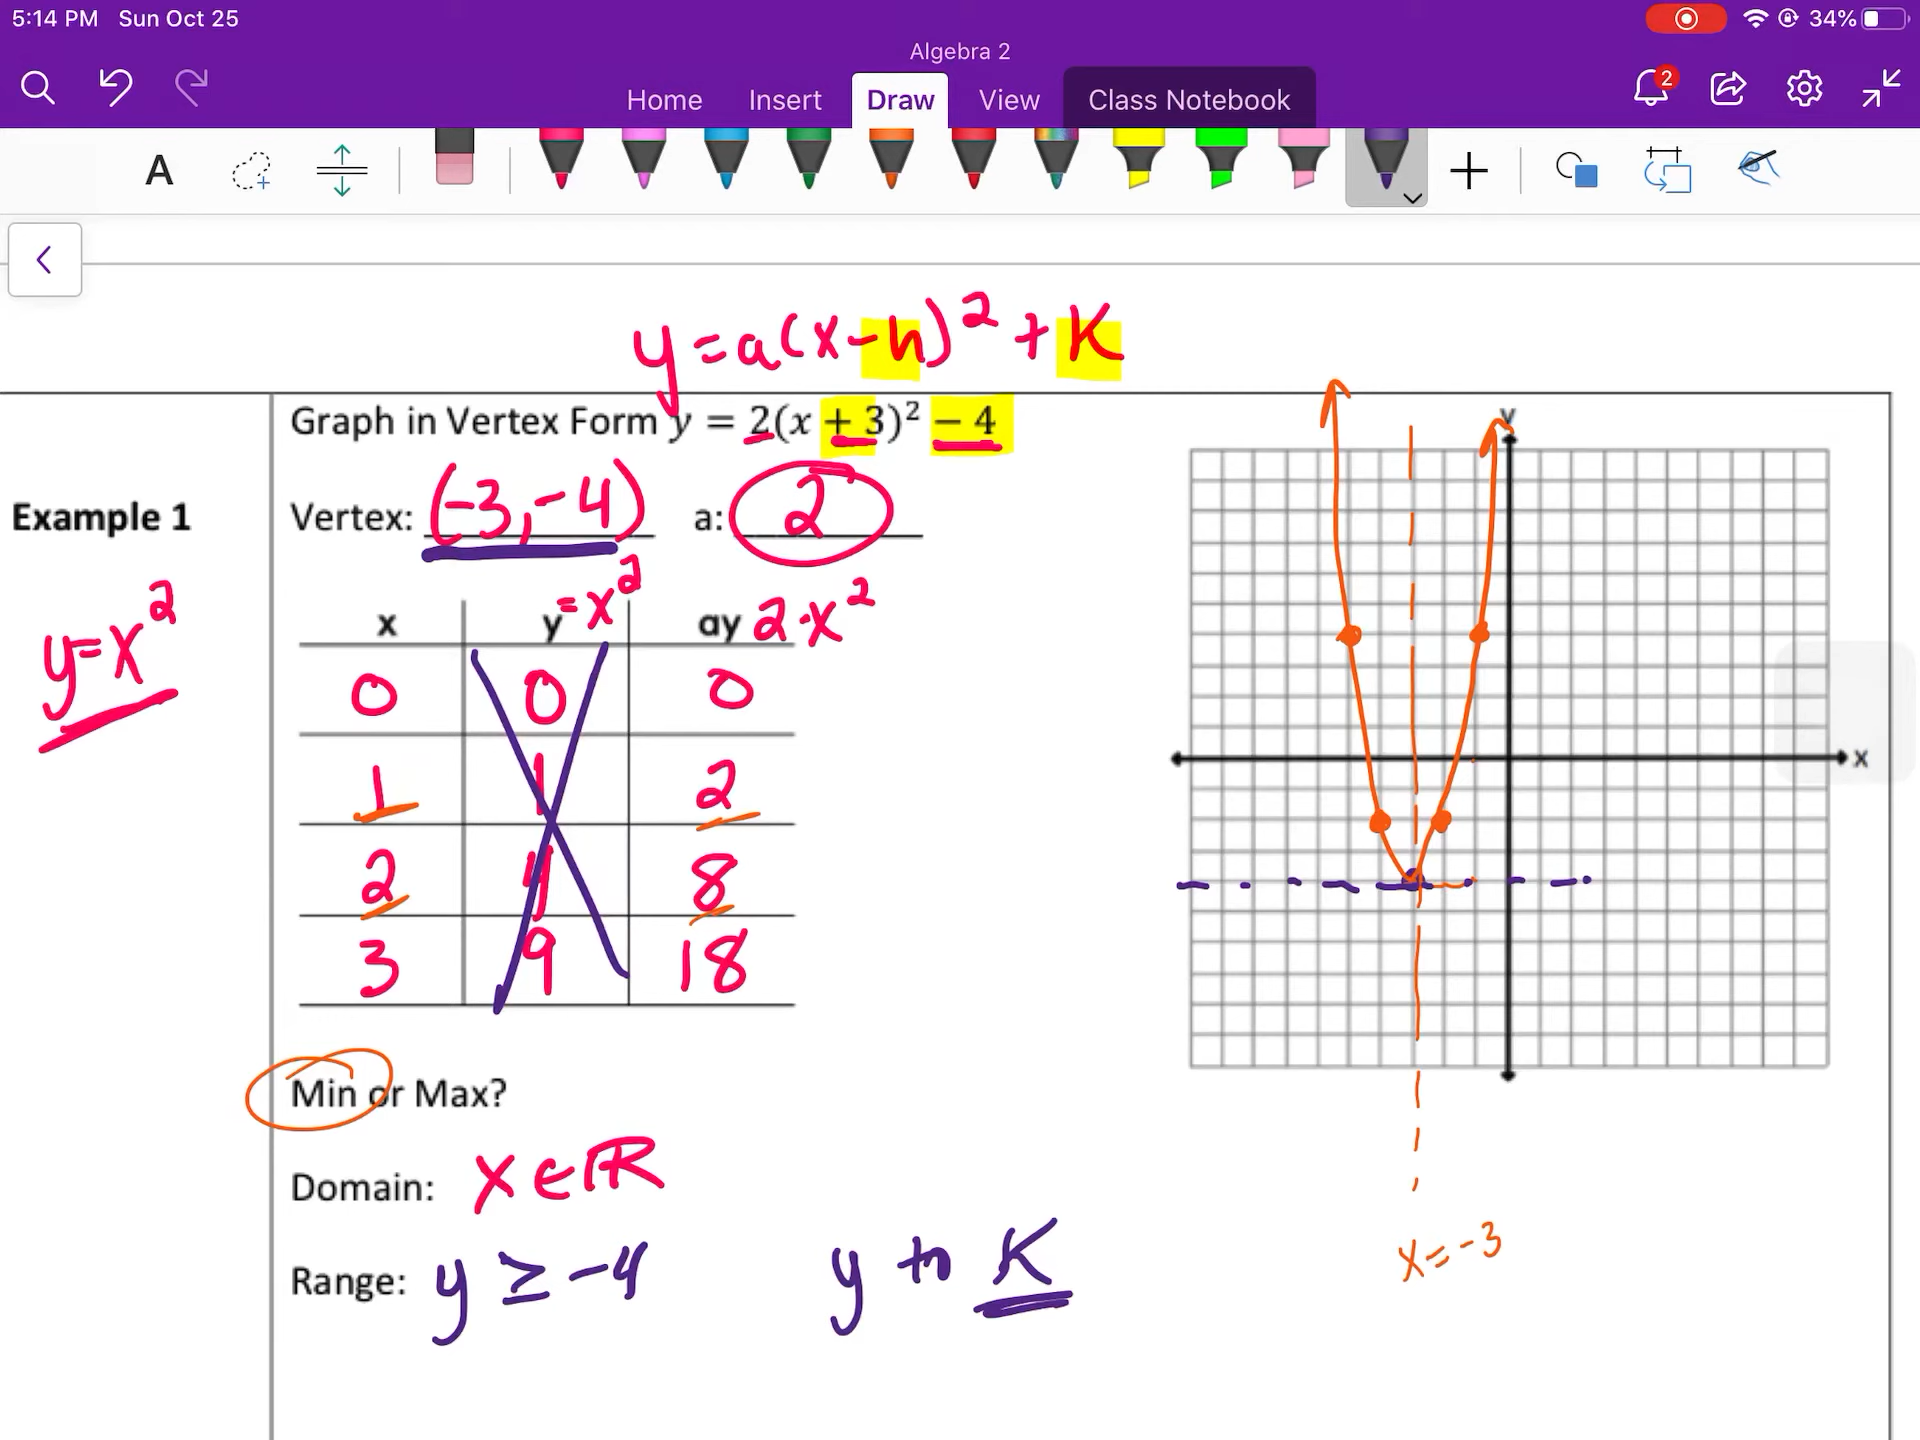 5:14 PM Sun Oct 25 34%
Algebra 2
Home Insert Draw View Class Notebook 2
A
y = a(x-h)² + K
Graph in Vertex Form y = 2(x + 3)² − 4
Example 1
Vertex: (-3,-4) a: 2
y=x²
x y =x² ay 2·x²
0 0 0
1 1 2
2 4 8
3 9 18
Min or Max?
Domain: x∈ℝ
Range: y ≥ -4 y to K
y
x
x=-3